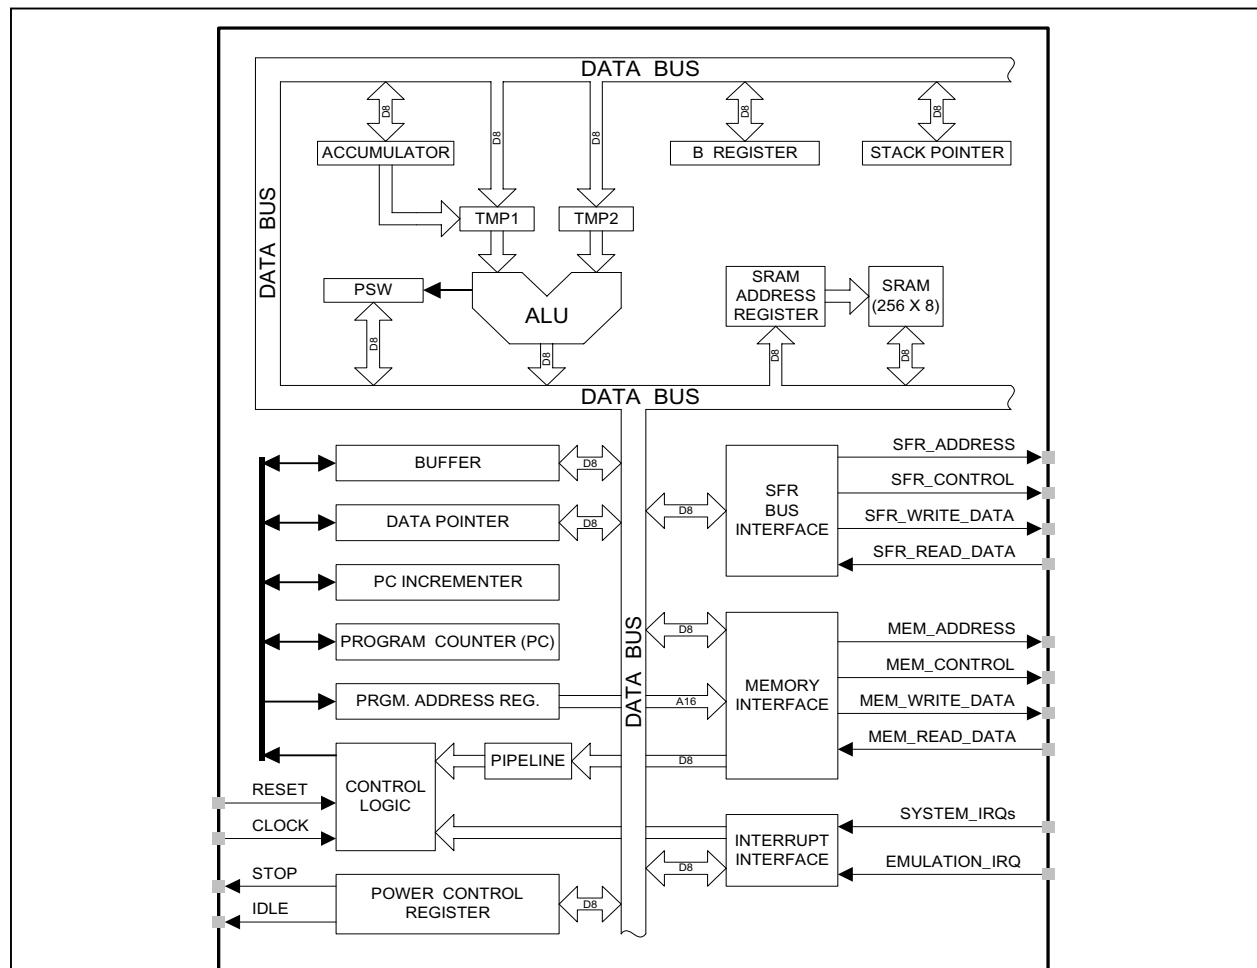 DATA BUS
D8
D8
D8
D8
D8
ACCUMULATOR
B REGISTER
STACK POINTER
DATA BUS
TMP1
TMP2
PSW
ALU
SRAM
ADDRESS
REGISTER
SRAM
(256 X 8)
D8
D8
D8
D8
DATA BUS
BUFFER
D8
DATA POINTER
D8
PC INCREMENTER
PROGRAM COUNTER (PC)
PRGM. ADDRESS REG.
A16
DATA BUS
D8
SFR
BUS
INTERFACE
SFR_ADDRESS
SFR_CONTROL
SFR_WRITE_DATA
SFR_READ_DATA
D8
MEMORY
INTERFACE
MEM_ADDRESS
MEM_CONTROL
MEM_WRITE_DATA
MEM_READ_DATA
PIPELINE
D8
RESET
CLOCK
CONTROL
LOGIC
INTERRUPT
INTERFACE
SYSTEM_IRQs
EMULATION_IRQ
D8
STOP
IDLE
POWER CONTROL
REGISTER
D8